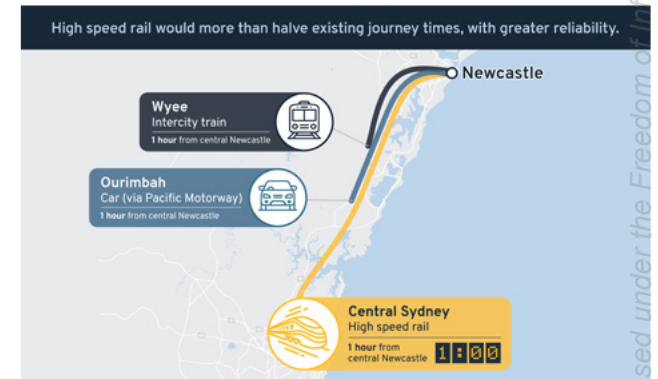 High speed rail would more than halve existing journey times, with greater reliability.
Newcastle
Wyee
Intercity train
1 hour from central Newcastle
Ourimbah
Car (via Pacific Motorway)
1 hour from central Newcastle
Central Sydney
High speed rail
1 hour from
central Newcastle
1:00
sed under the Freedom of Inf